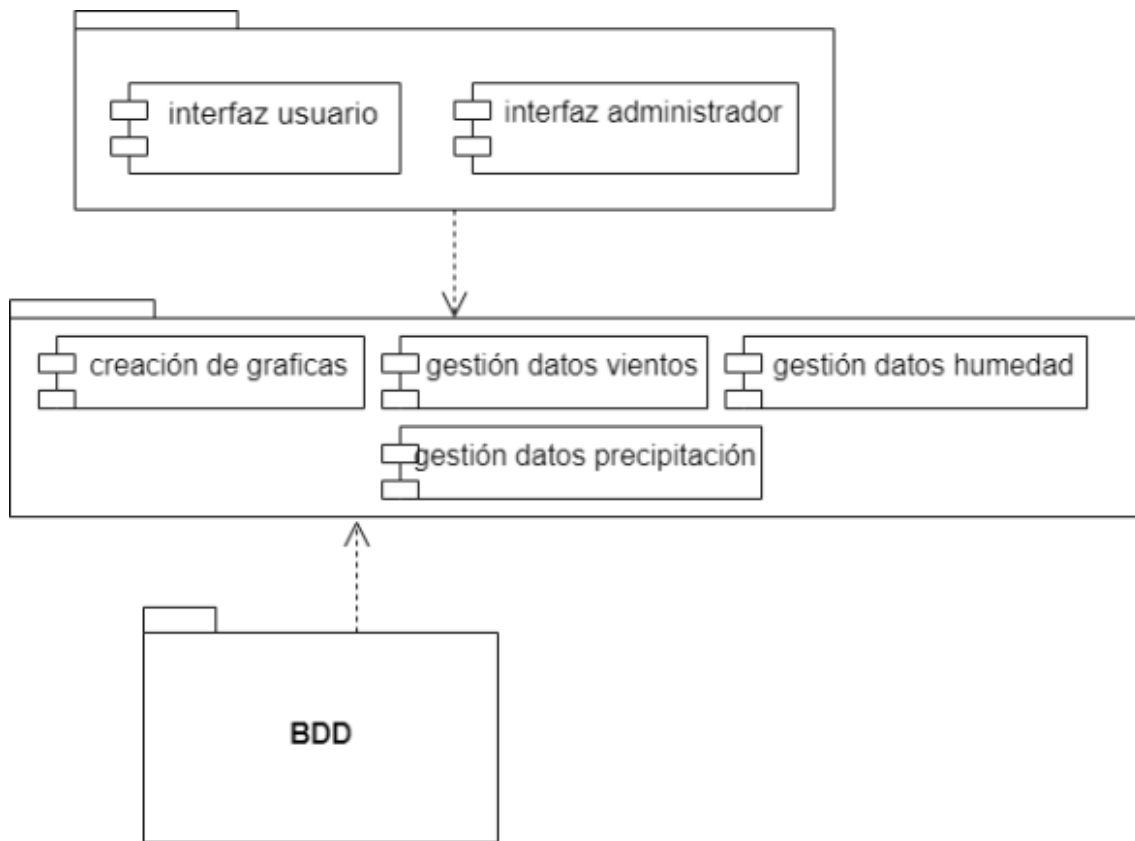 interfaz usuario
interfaz administrador
creación de graficas
gestión datos vientos
gestión datos humedad
gestión datos precipitación
BDD